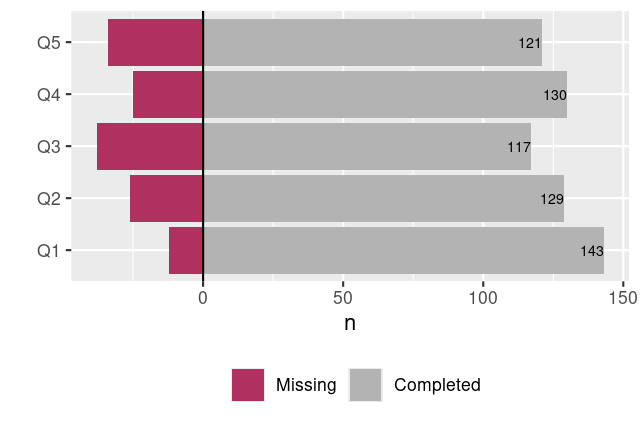 Q5 121
Q4 130
Q3 117
Q2 129
Q1 143
0 50 100 150
n
Missing Completed